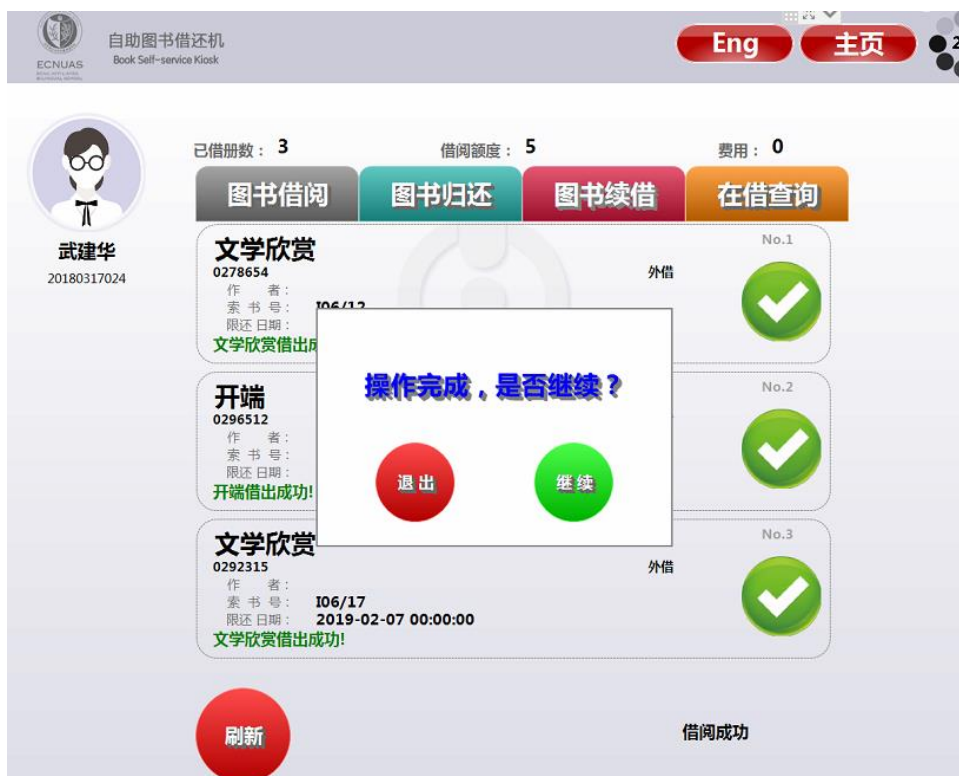 ECNUAS
自助图书借还机
Book Self-service Kiosk
Eng
主页
2
已借册数： 3
借阅额度： 5
费用： 0
图书借阅
图书归还
图书续借
在借查询
武建华
20180317024
文学欣赏
No.1
0278654
外借
作 者：
索 书 号： I06/12
限还日期：
文学欣赏借出成
操作完成，是否继续？
退出
继续
开端
No.2
0296512
作 者：
索 书 号：
限还日期：
开端借出成功!
文学欣赏
No.3
0292315
外借
作 者：
索 书 号： I06/17
限还日期： 2019-02-07 00:00:00
文学欣赏借出成功!
刷新
借阅成功